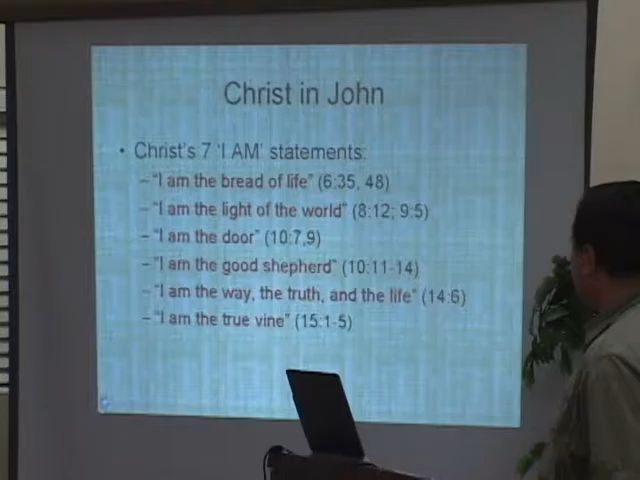 Christ in John
• Christ's 7 'I AM' statements:
– "I am the bread of life" (6:35, 48)
– "I am the light of the world" (8:12; 9:5)
– "I am the door" (10:7,9)
– "I am the good shepherd" (10:11-14)
– "I am the way, the truth, and the life" (14:6)
– "I am the true vine" (15:1-5)